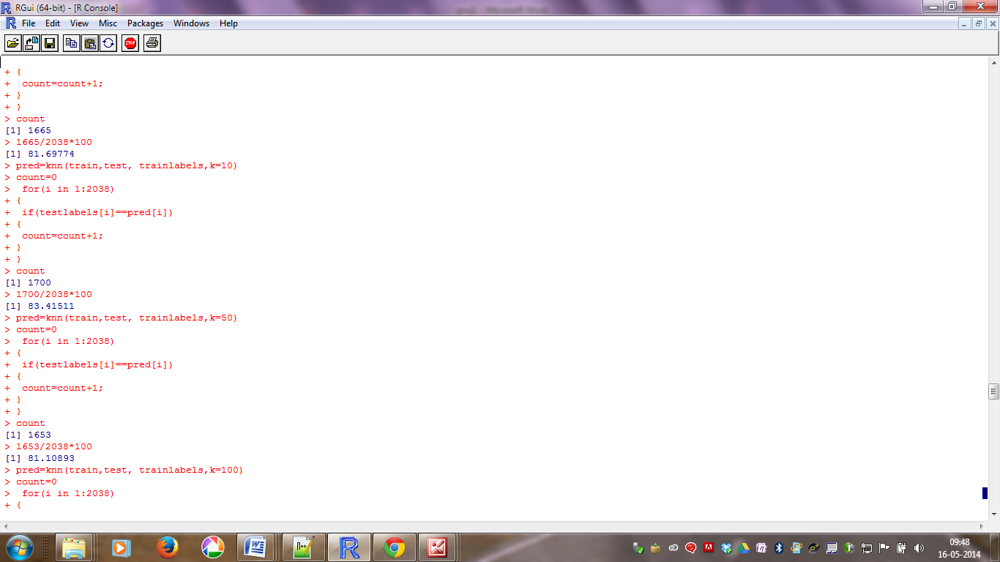 RGui (64-bit) - [R Console]
File Edit View Misc Packages Windows Help
STOP
+ {
+  count=count+1;
+ }
+ }
> count
[1] 1665
> 1665/2038*100
[1] 81.69774
> pred=knn(train,test, trainlabels,k=10)
> count=0
>  for(i in 1:2038)
+ {
+  if(testlabels[i]==pred[i])
+ {
+  count=count+1;
+ }
+ }
> count
[1] 1700
> 1700/2038*100
[1] 83.41511
> pred=knn(train,test, trainlabels,k=50)
> count=0
>  for(i in 1:2038)
+ {
+  if(testlabels[i]==pred[i])
+ {
+  count=count+1;
+ }
+ }
> count
[1] 1653
> 1653/2038*100
[1] 81.10893
> pred=knn(train,test, trainlabels,k=100)
> count=0
>  for(i in 1:2038)
+ {
09:48
16-05-2014